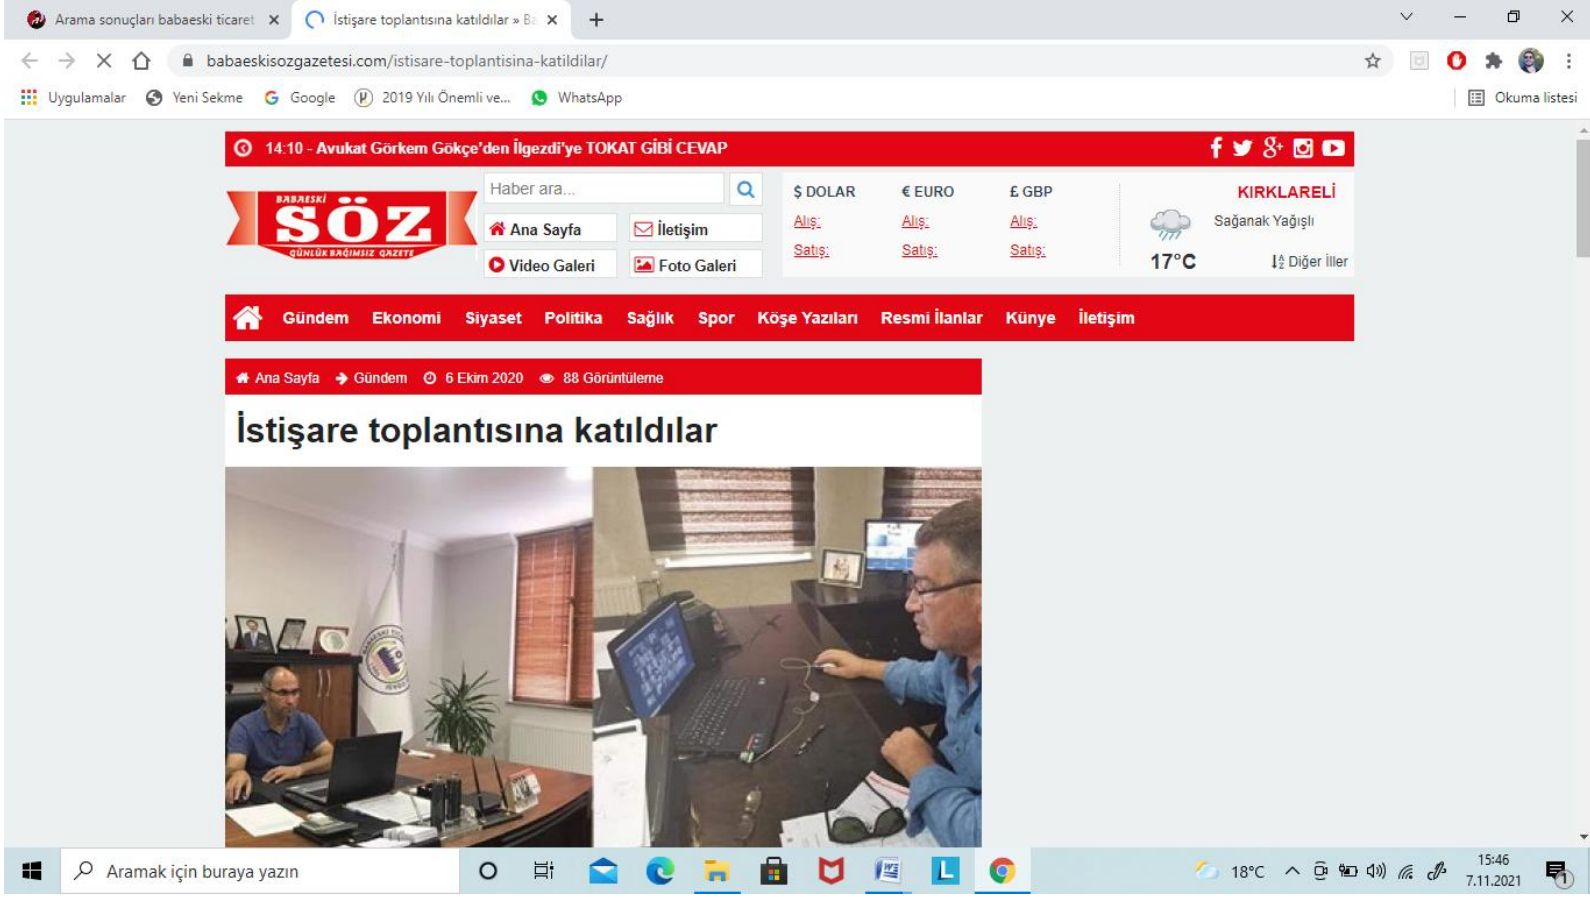 Arama sonuçları babaeski ticaret
İstişare toplantısına katıldılar » Ba
babaeskisozgazetesi.com/istisare-toplantisina-katildilar/
Uygulamalar
Yeni Sekme
Google
2019 Yılı Önemli ve...
WhatsApp
Okuma listesi
14:10 - Avukat Görkem Gökçe'den İlgezdi'ye TOKAT GİBİ CEVAP
BABAESKİ
SÖZ
GÜNLÜK BAĞIMSIZ GAZETE
Haber ara...
Ana Sayfa
İletişim
Video Galeri
Foto Galeri
$ DOLAR
€ EURO
£ GBP
Alış:
Alış:
Alış:
Satış:
Satış:
Satış:
KIRKLARELİ
Sağanak Yağışlı
17°C
Diğer İller
Gündem Ekonomi Siyaset Politika Sağlık Spor Köşe Yazıları Resmi İlanlar Künye İletişim
Ana Sayfa Gündem 6 Ekim 2020 88 Görüntüleme
İstişare toplantısına katıldılar
Aramak için buraya yazın
18°C
15:46
7.11.2021